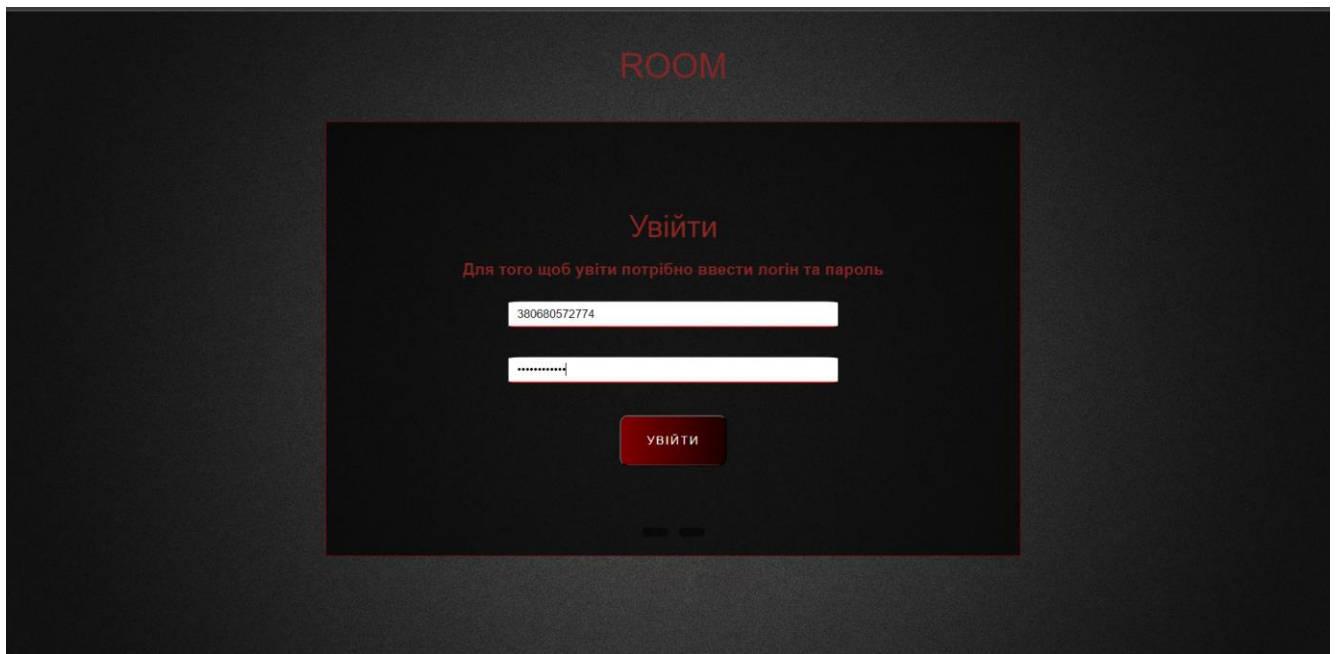 ROOM
Увійти
Для того щоб увіти потрібно ввести логін та пароль
380680572774
••••••••••••
УВІЙТИ